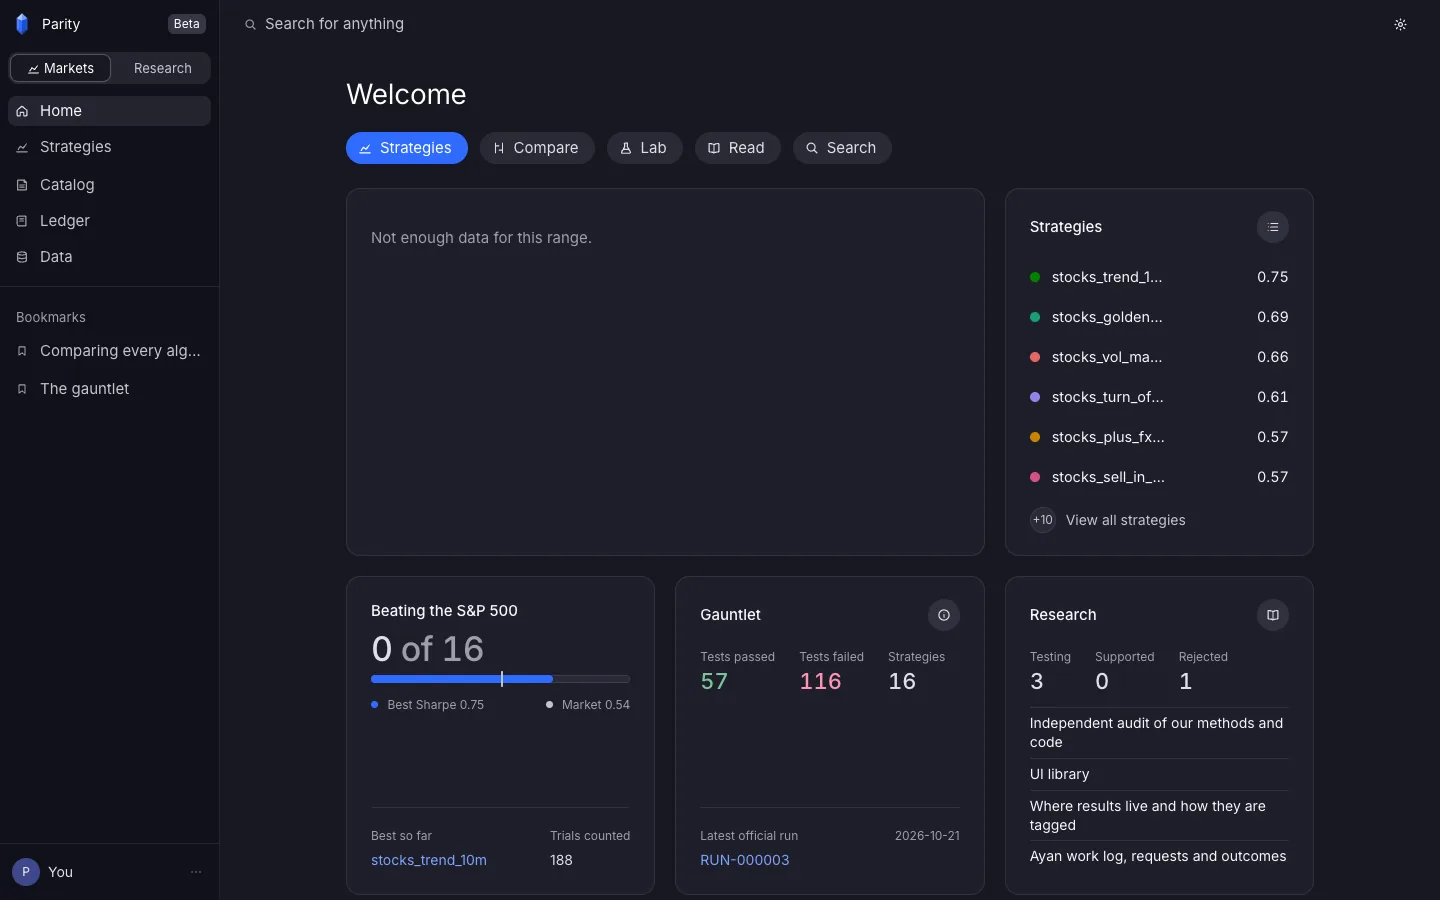 Parity
Beta
Search for anything
Markets
Research
Home
Strategies
Catalog
Ledger
Data
Bookmarks
Comparing every alg...
The gauntlet
P
You
Welcome
Strategies
Compare
Lab
Read
Search
Not enough data for this range.
Strategies
stocks_trend_1... 0.75
stocks_golden... 0.69
stocks_vol_ma... 0.66
stocks_turn_of... 0.61
stocks_plus_fx... 0.57
stocks_sell_in_... 0.57
+10 View all strategies
Beating the S&P 500
0 of 16
Best Sharpe 0.75
Market 0.54
Best so far
Trials counted
stocks_trend_10m
188
Gauntlet
Tests passed
Tests failed
Strategies
57
116
16
Latest official run
2026-10-21
RUN-000003
Research
Testing
Supported
Rejected
3
0
1
Independent audit of our methods and
code
UI library
Where results live and how they are
tagged
Ayan work log, requests and outcomes